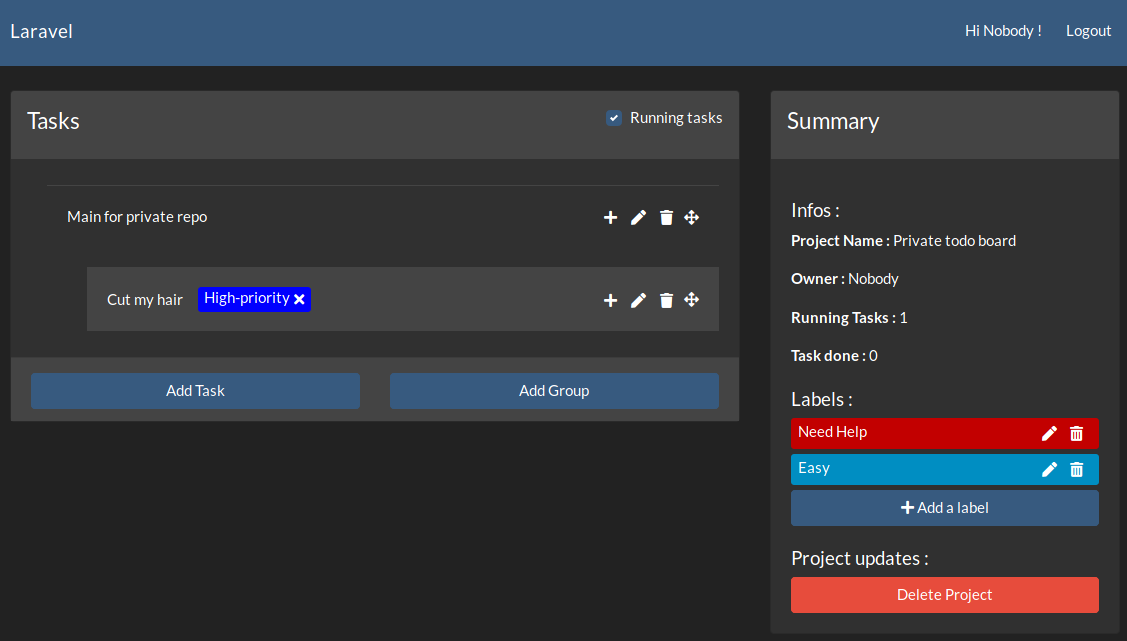 Laravel
Hi Nobody !
Logout
Tasks
Running tasks
Main for private repo
Cut my hair
High-priority
Add Task
Add Group
Summary
Infos :
Project Name : Private todo board
Owner : Nobody
Running Tasks : 1
Task done : 0
Labels :
Need Help
Easy
Add a label
Project updates :
Delete Project